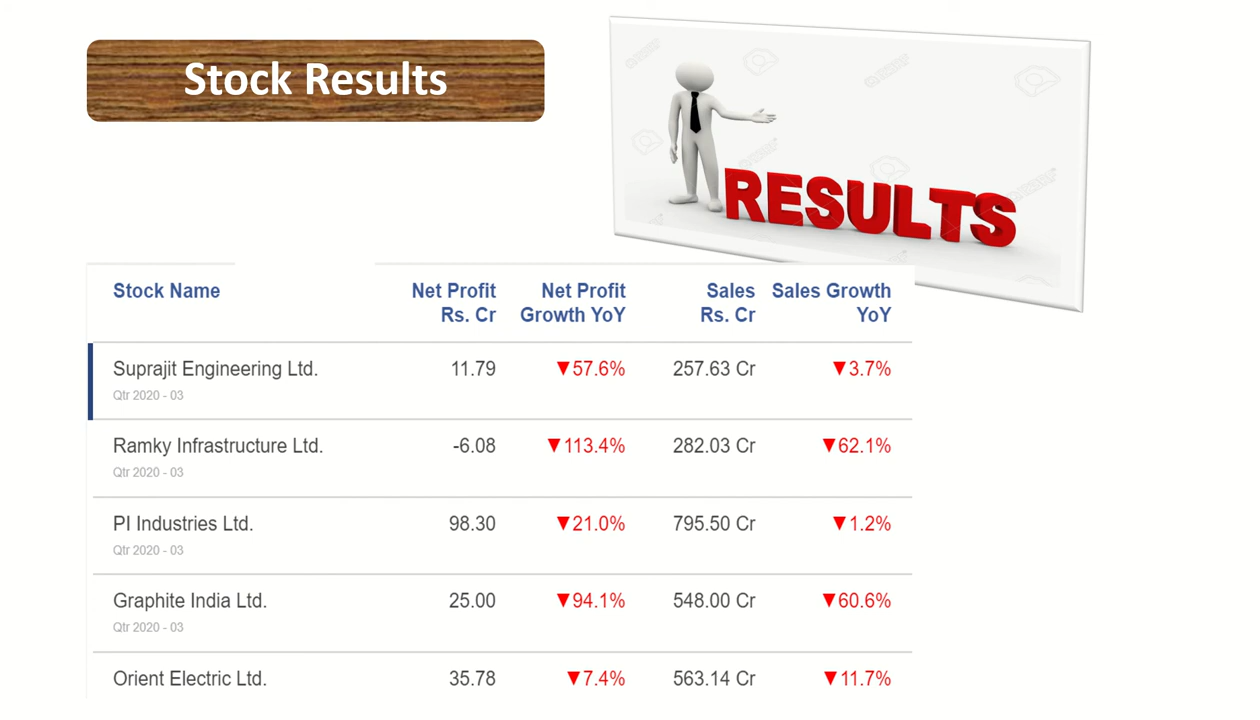 Stock Results
RESULTS
Stock Name Net Profit Rs. Cr Net Profit Growth YoY Sales Rs. Cr Sales Growth YoY
Suprajit Engineering Ltd. 11.79 ▼57.6% 257.63 Cr ▼3.7%
Qtr 2020 - 03
Ramky Infrastructure Ltd. -6.08 ▼113.4% 282.03 Cr ▼62.1%
Qtr 2020 - 03
PI Industries Ltd. 98.30 ▼21.0% 795.50 Cr ▼1.2%
Qtr 2020 - 03
Graphite India Ltd. 25.00 ▼94.1% 548.00 Cr ▼60.6%
Qtr 2020 - 03
Orient Electric Ltd. 35.78 ▼7.4% 563.14 Cr ▼11.7%